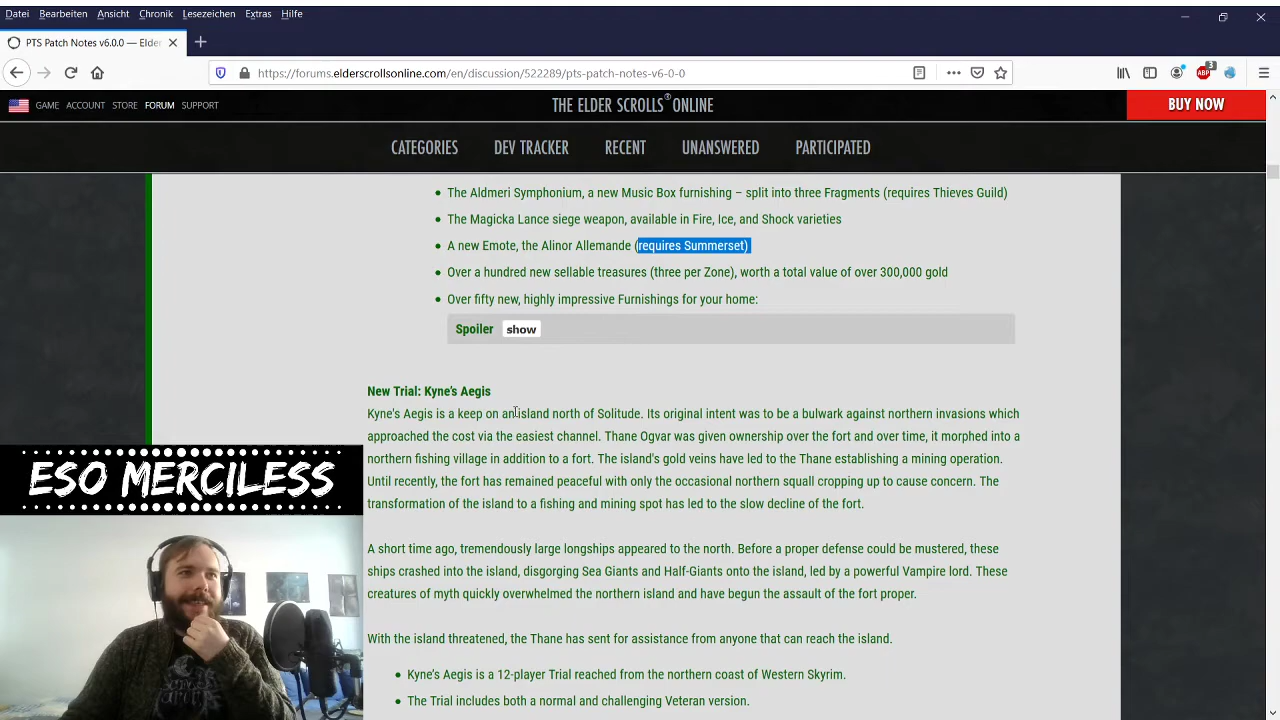 Datei Bearbeiten Ansicht Chronik Lesezeichen Extras Hilfe
PTS Patch Notes v6.0.0 — Elder
https://forums.elderscrollsonline.com/en/discussion/522289/pts-patch-notes-v6-0-0
ABP 3
GAME ACCOUNT STORE FORUM SUPPORT
THE ELDER SCROLLS® ONLINE
BUY NOW
CATEGORIES DEV TRACKER RECENT UNANSWERED PARTICIPATED
• The Aldmeri Symphonium, a new Music Box furnishing – split into three Fragments (requires Thieves Guild)
• The Magicka Lance siege weapon, available in Fire, Ice, and Shock varieties
• A new Emote, the Alinor Allemande (requires Summerset)
• Over a hundred new sellable treasures (three per Zone), worth a total value of over 300,000 gold
• Over fifty new, highly impressive Furnishings for your home:
Spoiler show
New Trial: Kyne's Aegis
Kyne's Aegis is a keep on an island north of Solitude. Its original intent was to be a bulwark against northern invasions which
approached the cost via the easiest channel. Thane Ogvar was given ownership over the fort and over time, it morphed into a
northern fishing village in addition to a fort. The island's gold veins have led to the Thane establishing a mining operation.
Until recently, the fort has remained peaceful with only the occasional northern squall cropping up to cause concern. The
transformation of the island to a fishing and mining spot has led to the slow decline of the fort.
A short time ago, tremendously large longships appeared to the north. Before a proper defense could be mustered, these
ships crashed into the island, disgorging Sea Giants and Half-Giants onto the island, led by a powerful Vampire lord. These
creatures of myth quickly overwhelmed the northern island and have begun the assault of the fort proper.
With the island threatened, the Thane has sent for assistance from anyone that can reach the island.
• Kyne's Aegis is a 12-player Trial reached from the northern coast of Western Skyrim.
• The Trial includes both a normal and challenging Veteran version.
ESO MERCILESS